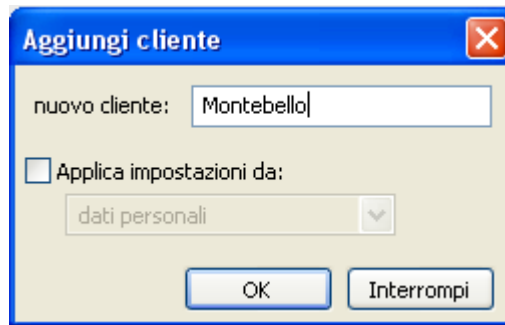 Aggiungi cliente
nuovo cliente: Montebello
Applica impostazioni da:
dati personali
OK Interrompi